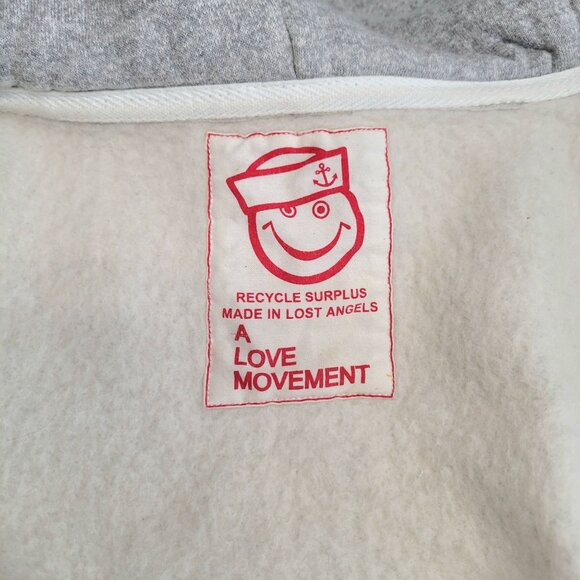 RECYCLE SURPLUS
MADE IN LOST ANGELS
A
LOVE
MOVEMENT